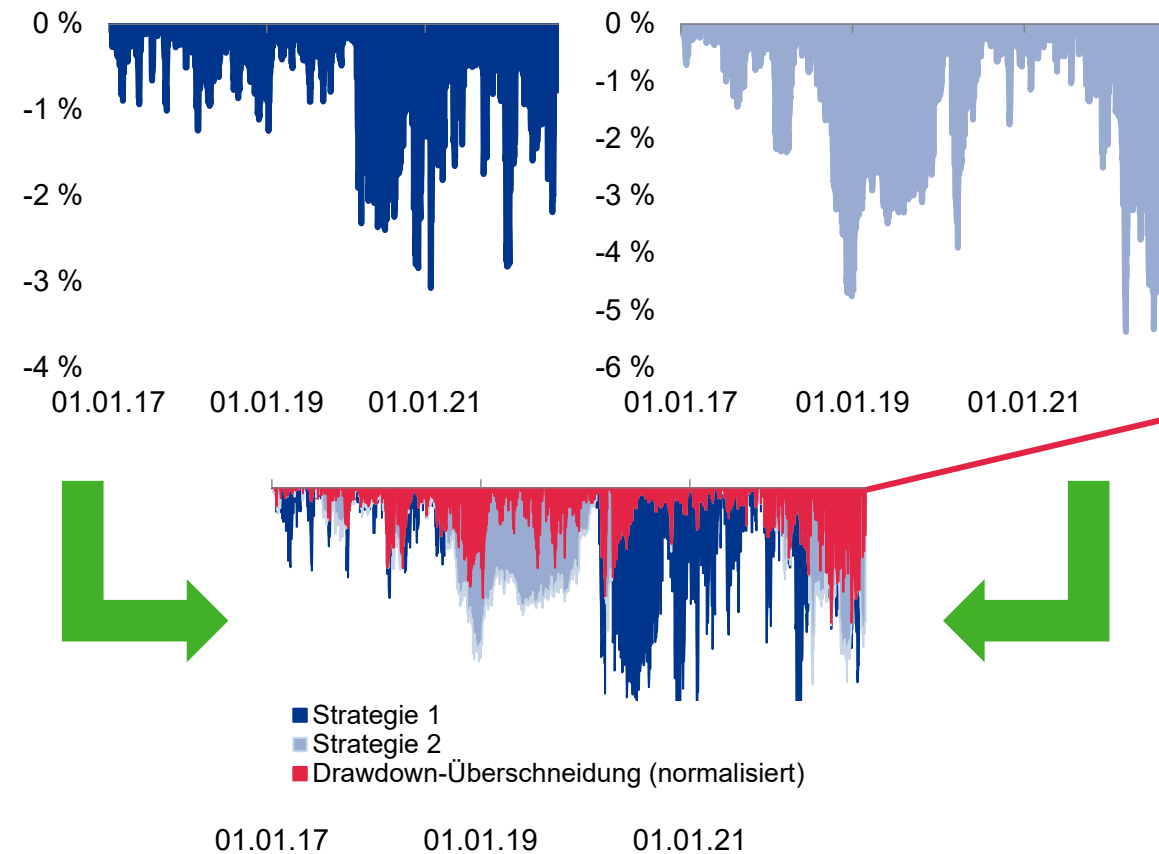 0 %
-1 %
-2 %
-3 %
-4 %
01.01.17 01.01.19 01.01.21
0 %
-1 %
-2 %
-3 %
-4 %
-5 %
-6 %
01.01.17 01.01.19 01.01.21
Strategie 1
Strategie 2
Drawdown-Überschneidung (normalisiert)
01.01.17 01.01.19 01.01.21